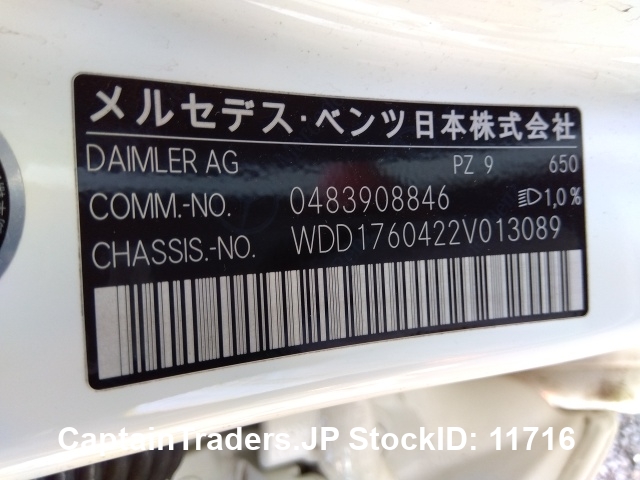 メルセデス・ベンツ日本株式会社
DAIMLER AG PZ 9 650
COMM.-NO. 0483908846 1,0%
CHASSIS.-NO. WDD1760422V013089
CaptainTraders.JP StockID: 11716